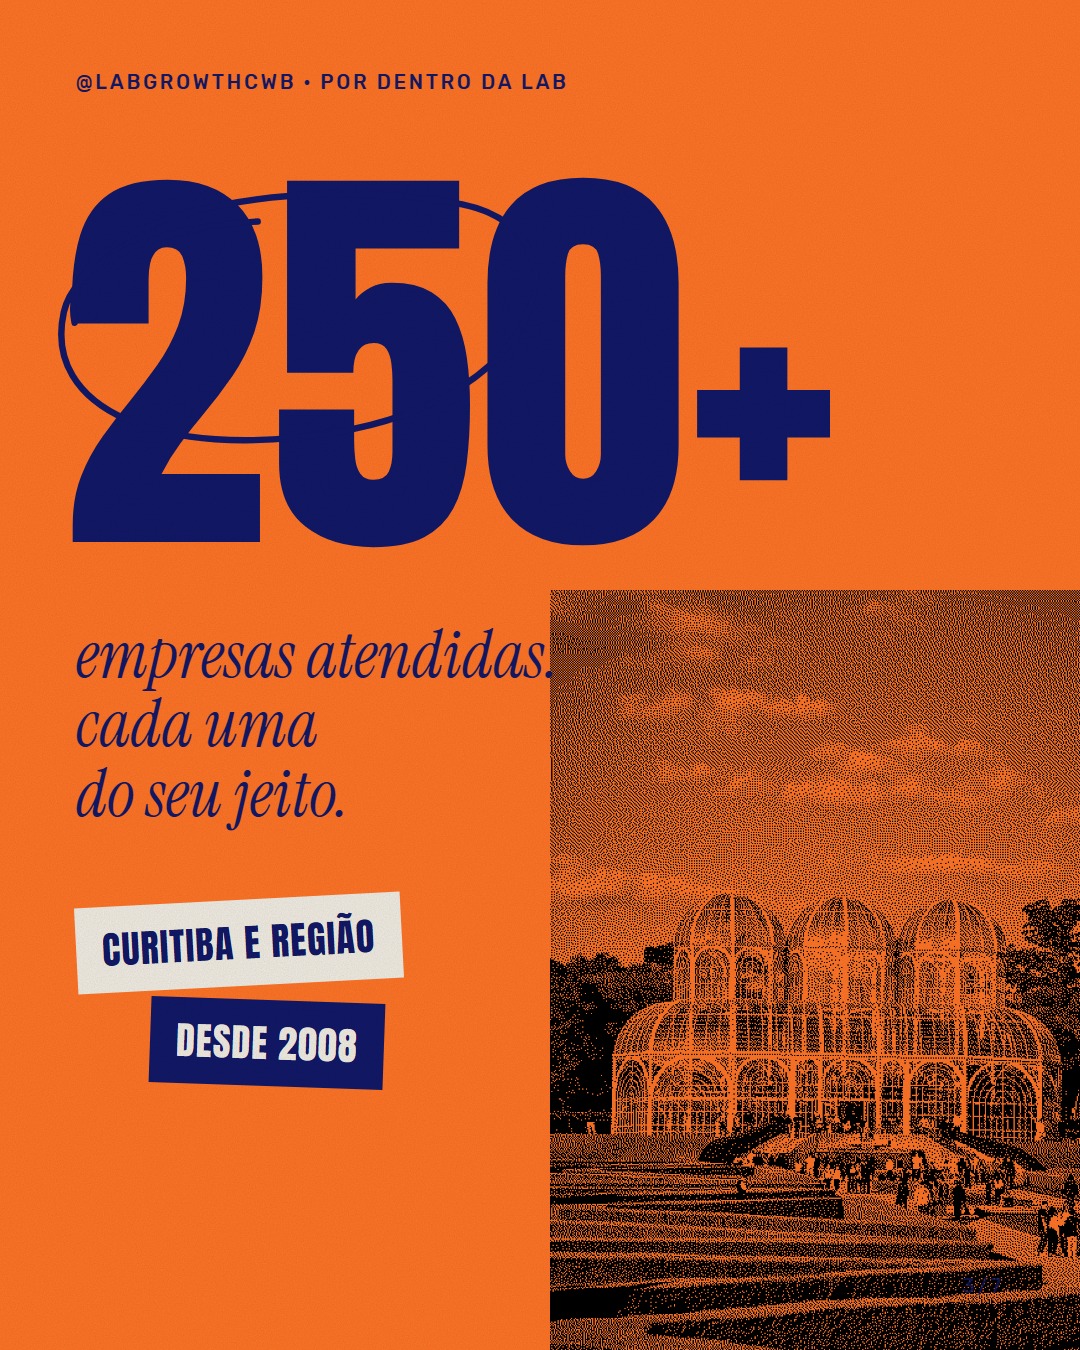 @LABGROWTHCWB • POR DENTRO DA LAB
250+
empresas atendidas.
cada uma
do seu jeito.
CURITIBA E REGIÃO
DESDE 2008